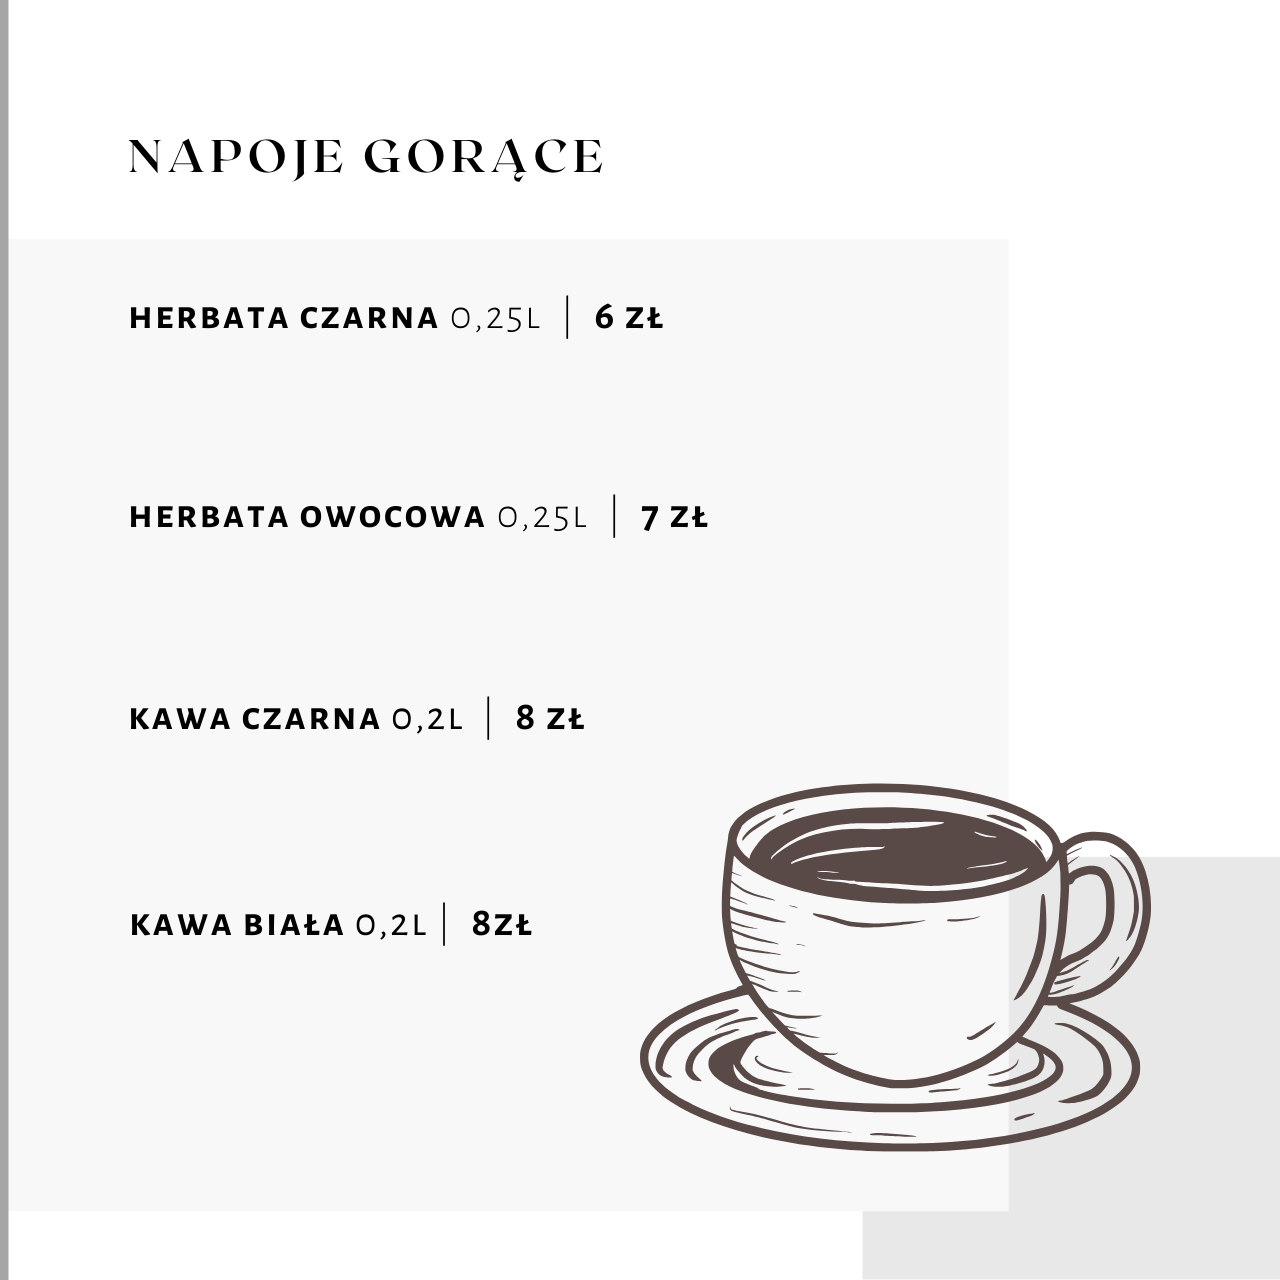 NAPOJE GORĄCE
HERBATA CZARNA 0,25L | 6 ZŁ
HERBATA OWOCOWA 0,25L | 7 ZŁ
KAWA CZARNA 0,2L | 8 ZŁ
KAWA BIAŁA 0,2L | 8ZŁ